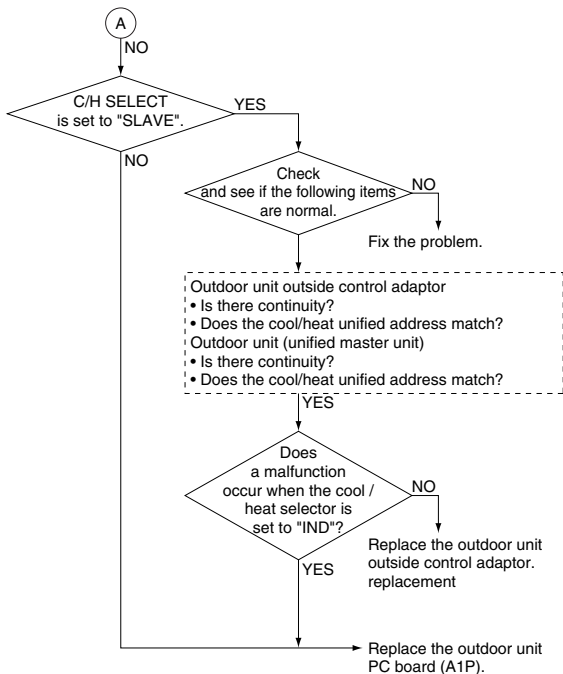 A
NO
C/H SELECT
is set to "SLAVE".
YES
NO
Check
and see if the following items
are normal.
NO
Fix the problem.
Outdoor unit outside control adaptor
• Is there continuity?
• Does the cool/heat unified address match?
Outdoor unit (unified master unit)
• Is there continuity?
• Does the cool/heat unified address match?
YES
Does
a malfunction
occur when the cool /
heat selector is
set to "IND"?
NO
Replace the outdoor unit
outside control adaptor.
replacement
YES
Replace the outdoor unit
PC board (A1P).